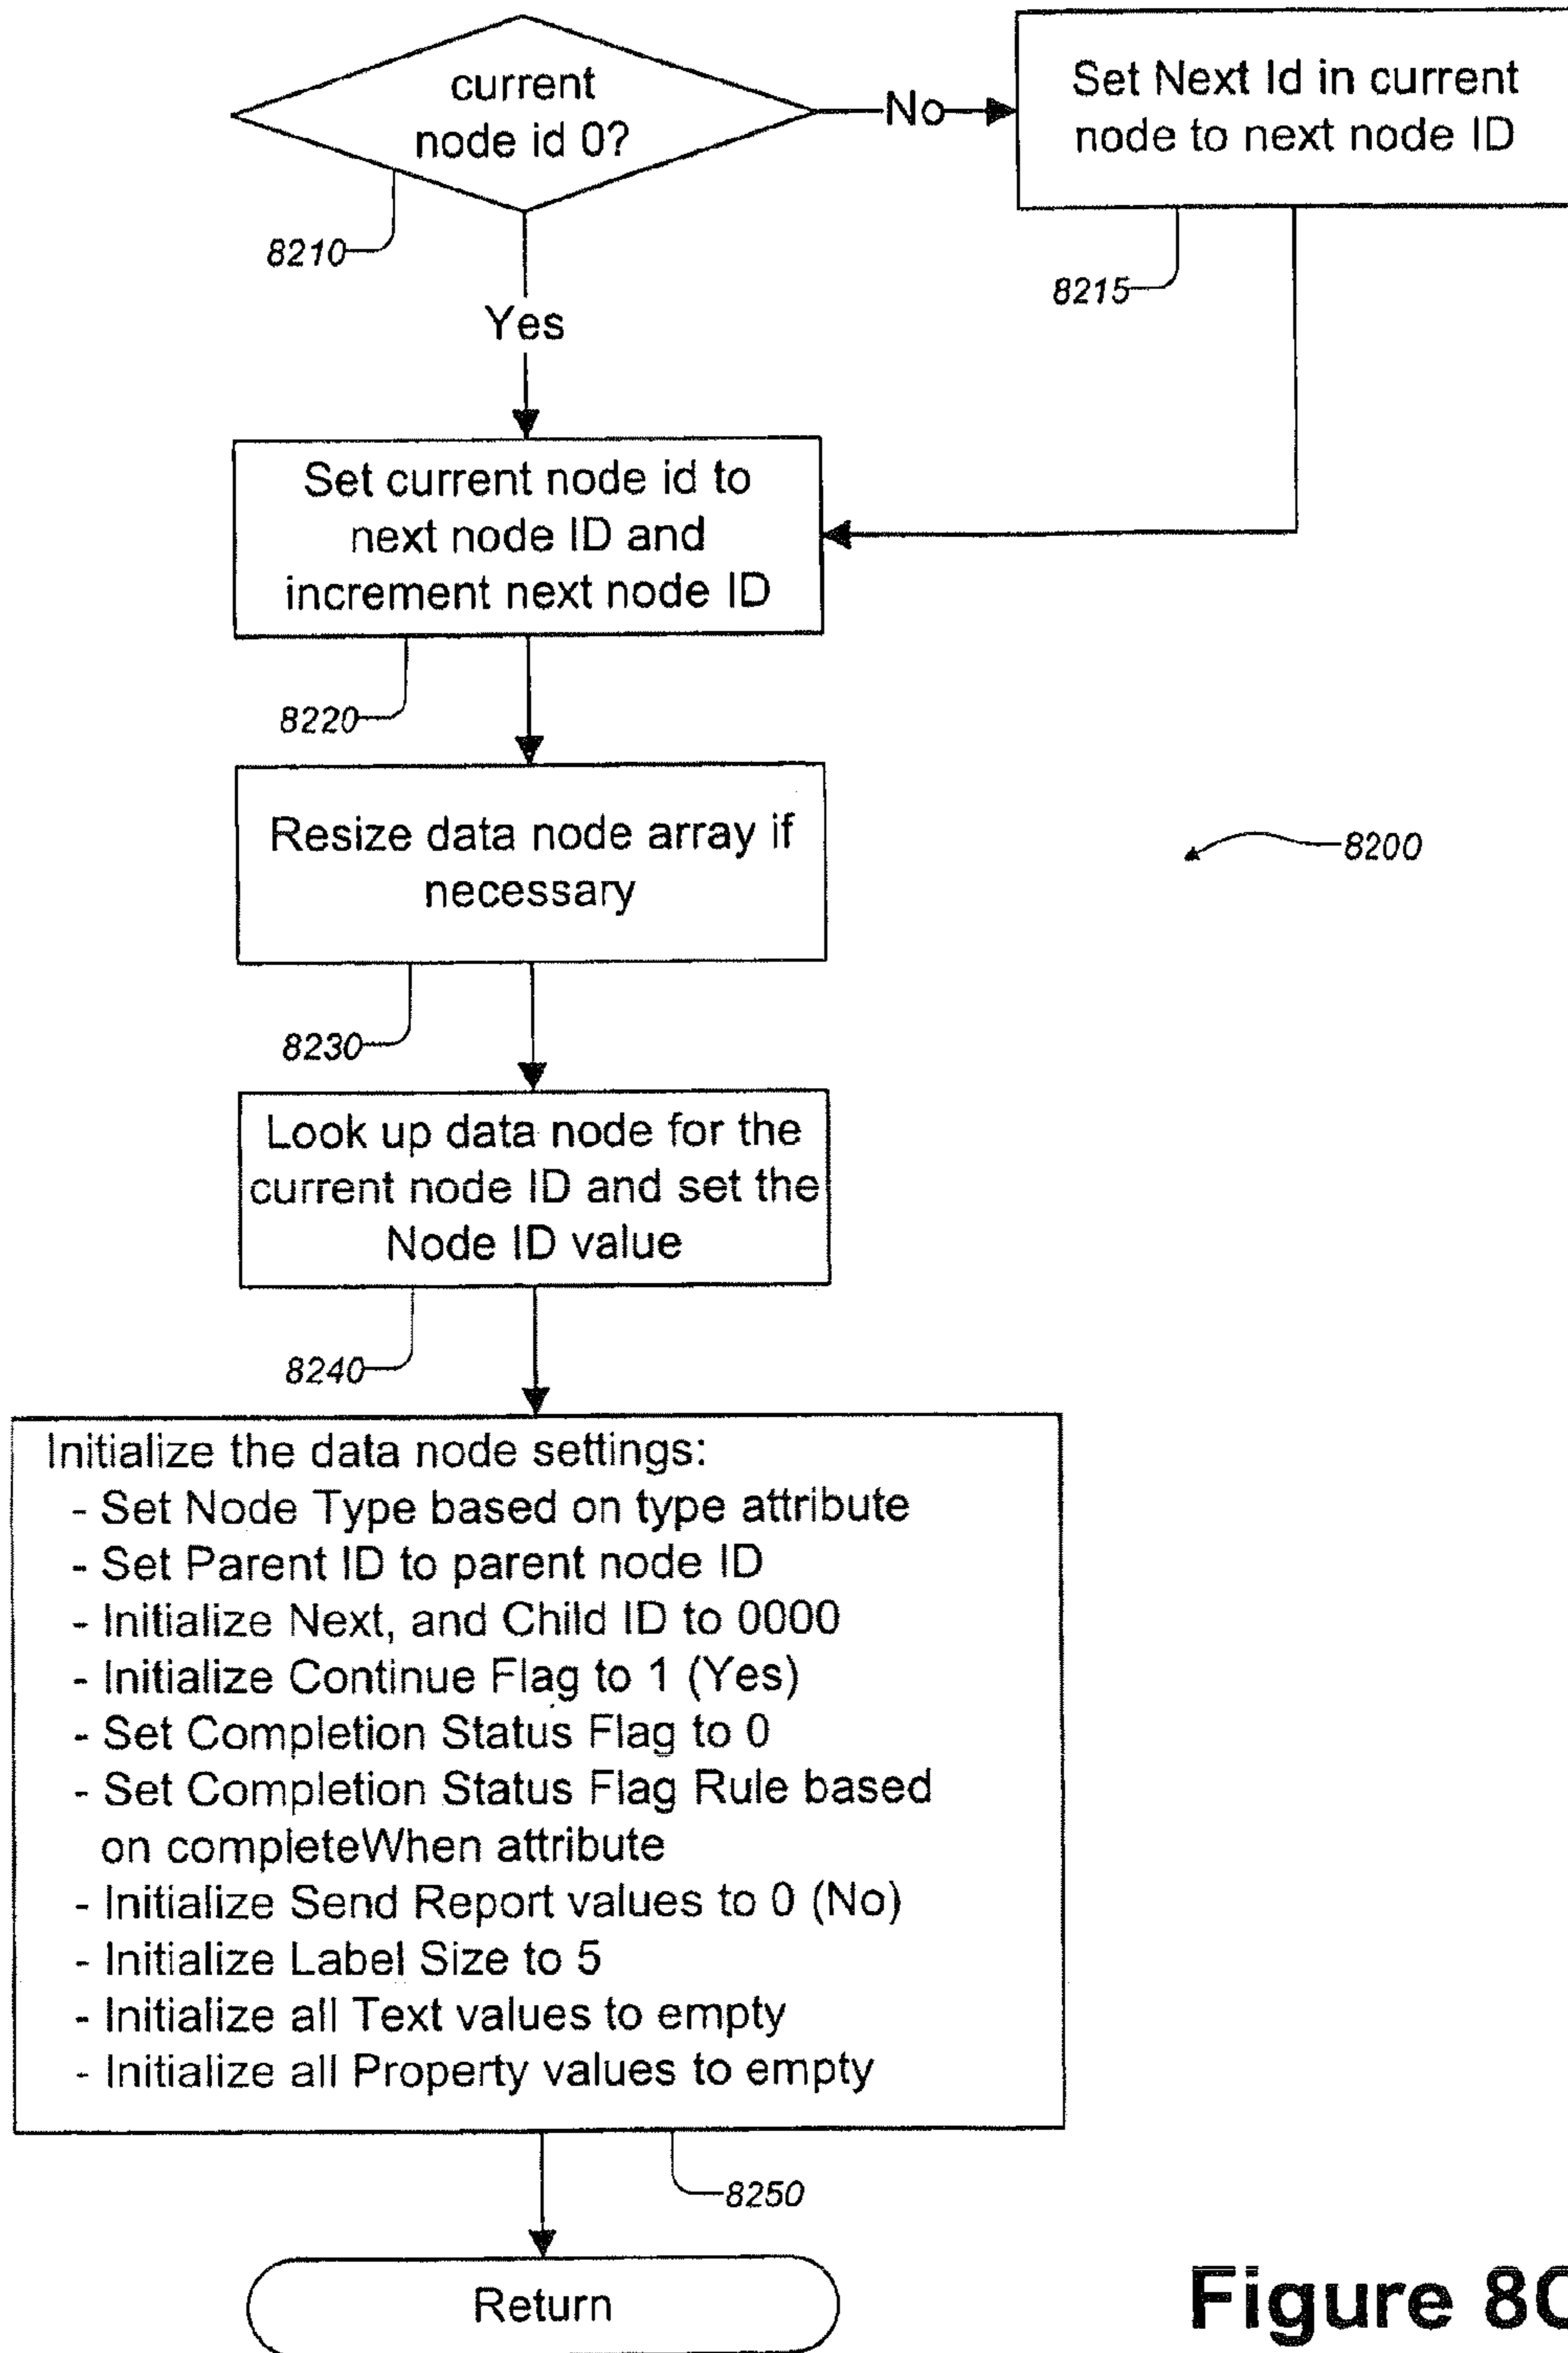 current
node id 0?
No
Set Next Id in current
node to next node ID
8210
8215
Yes
Set current node id to
next node ID and
increment next node ID
8220
Resize data node array if
necessary
8200
8230
Look up data node for the
current node ID and set the
Node ID value
8240
Initialize the data node settings:
- Set Node Type based on type attribute
- Set Parent ID to parent node ID
- Initialize Next, and Child ID to 0000
- Initialize Continue Flag to 1 (Yes)
- Set Completion Status Flag to 0
- Set Completion Status Flag Rule based
on completeWhen attribute
- Initialize Send Report values to 0 (No)
- Initialize Label Size to 5
- Initialize all Text values to empty
- Initialize all Property values to empty
8250
Return
Figure